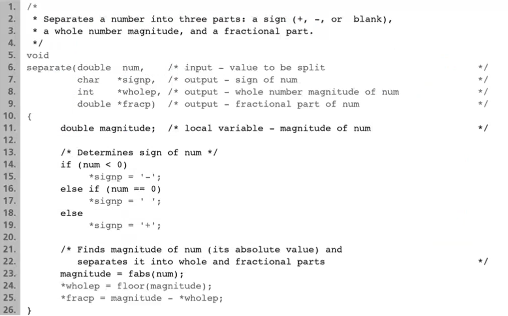 1. /*
2. * Separates a number into three parts: a sign (+, -, or blank),
3. * a whole number magnitude, and a fractional part.
4. */
5. void
6. separate(double num, /* input - value to be split */
7. char *signp, /* output - sign of num */
8. int *wholep, /* output - whole number magnitude of num */
9. double *fracp) /* output - fractional part of num */
10. {
11. double magnitude; /* local variable - magnitude of num */
12.
13. /* Determines sign of num */
14. if (num < 0)
15. *signp = '-';
16. else if (num == 0)
17. *signp = ' ';
18. else
19. *signp = '+';
20.
21. /* Finds magnitude of num (its absolute value) and
22. separates it into whole and fractional parts */
23. magnitude = fabs(num);
24. *wholep = floor(magnitude);
25. *fracp = magnitude - *wholep;
26. }